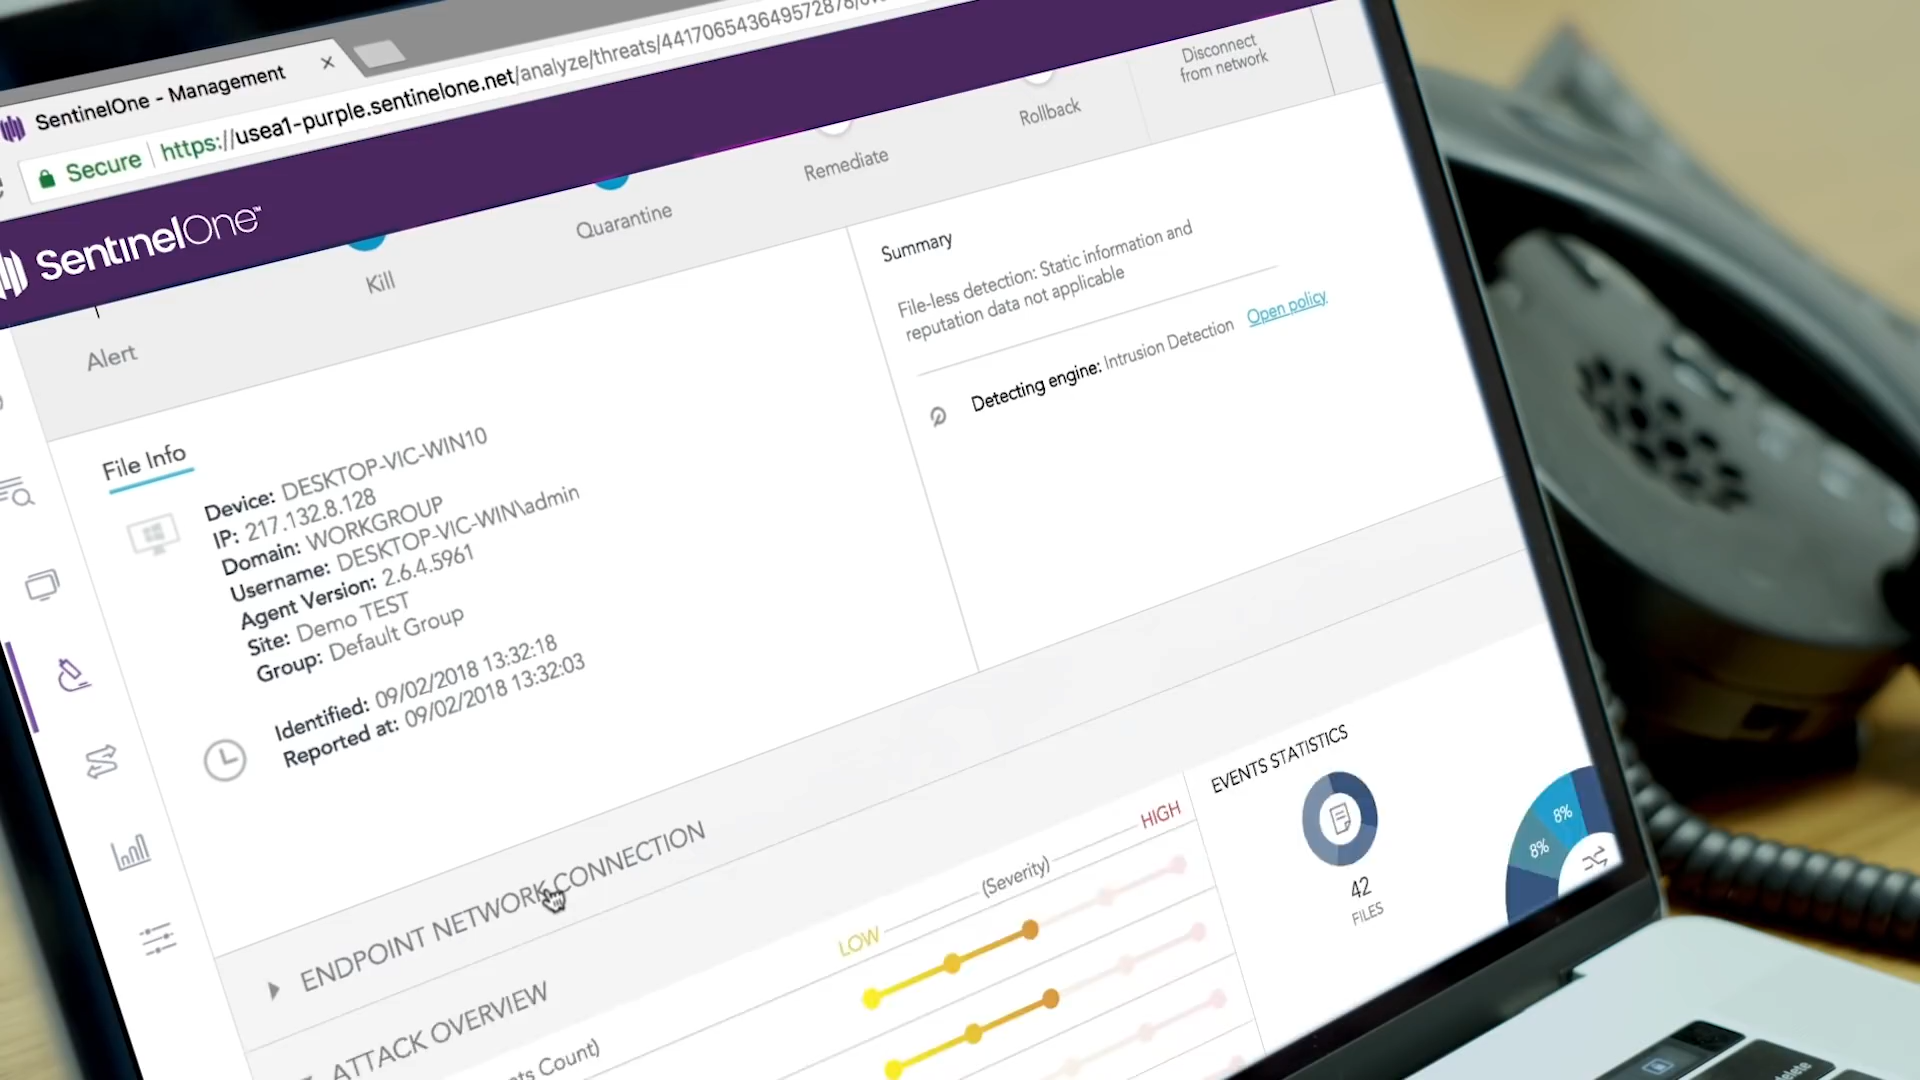 SentinelOne - Management
Secure https://usea1-purple.sentinelone.net/analyze/threats/441706543649572878/
SentinelOne™
Alert
Kill
Quarantine
Remediate
Rollback
Disconnect
from network
File Info
Device: DESKTOP-VIC-WIN10
IP: 217.132.8.128
Domain: WORKGROUP
Username: DESKTOP-VIC-WIN\admin
Agent Version: 2.6.4.5961
Site: Demo TEST
Group: Default Group
Identified: 09/02/2018 13:32:18
Reported at: 09/02/2018 13:32:03
Summary
File-less detection: Static information and
reputation data not applicable
Detecting engine: Intrusion Detection Open policy
ENDPOINT NETWORK CONNECTION
ATTACK OVERVIEW
ts Count)
LOW
(Severity)
HIGH
EVENTS STATISTICS
42
FILES
8%
8%
delete